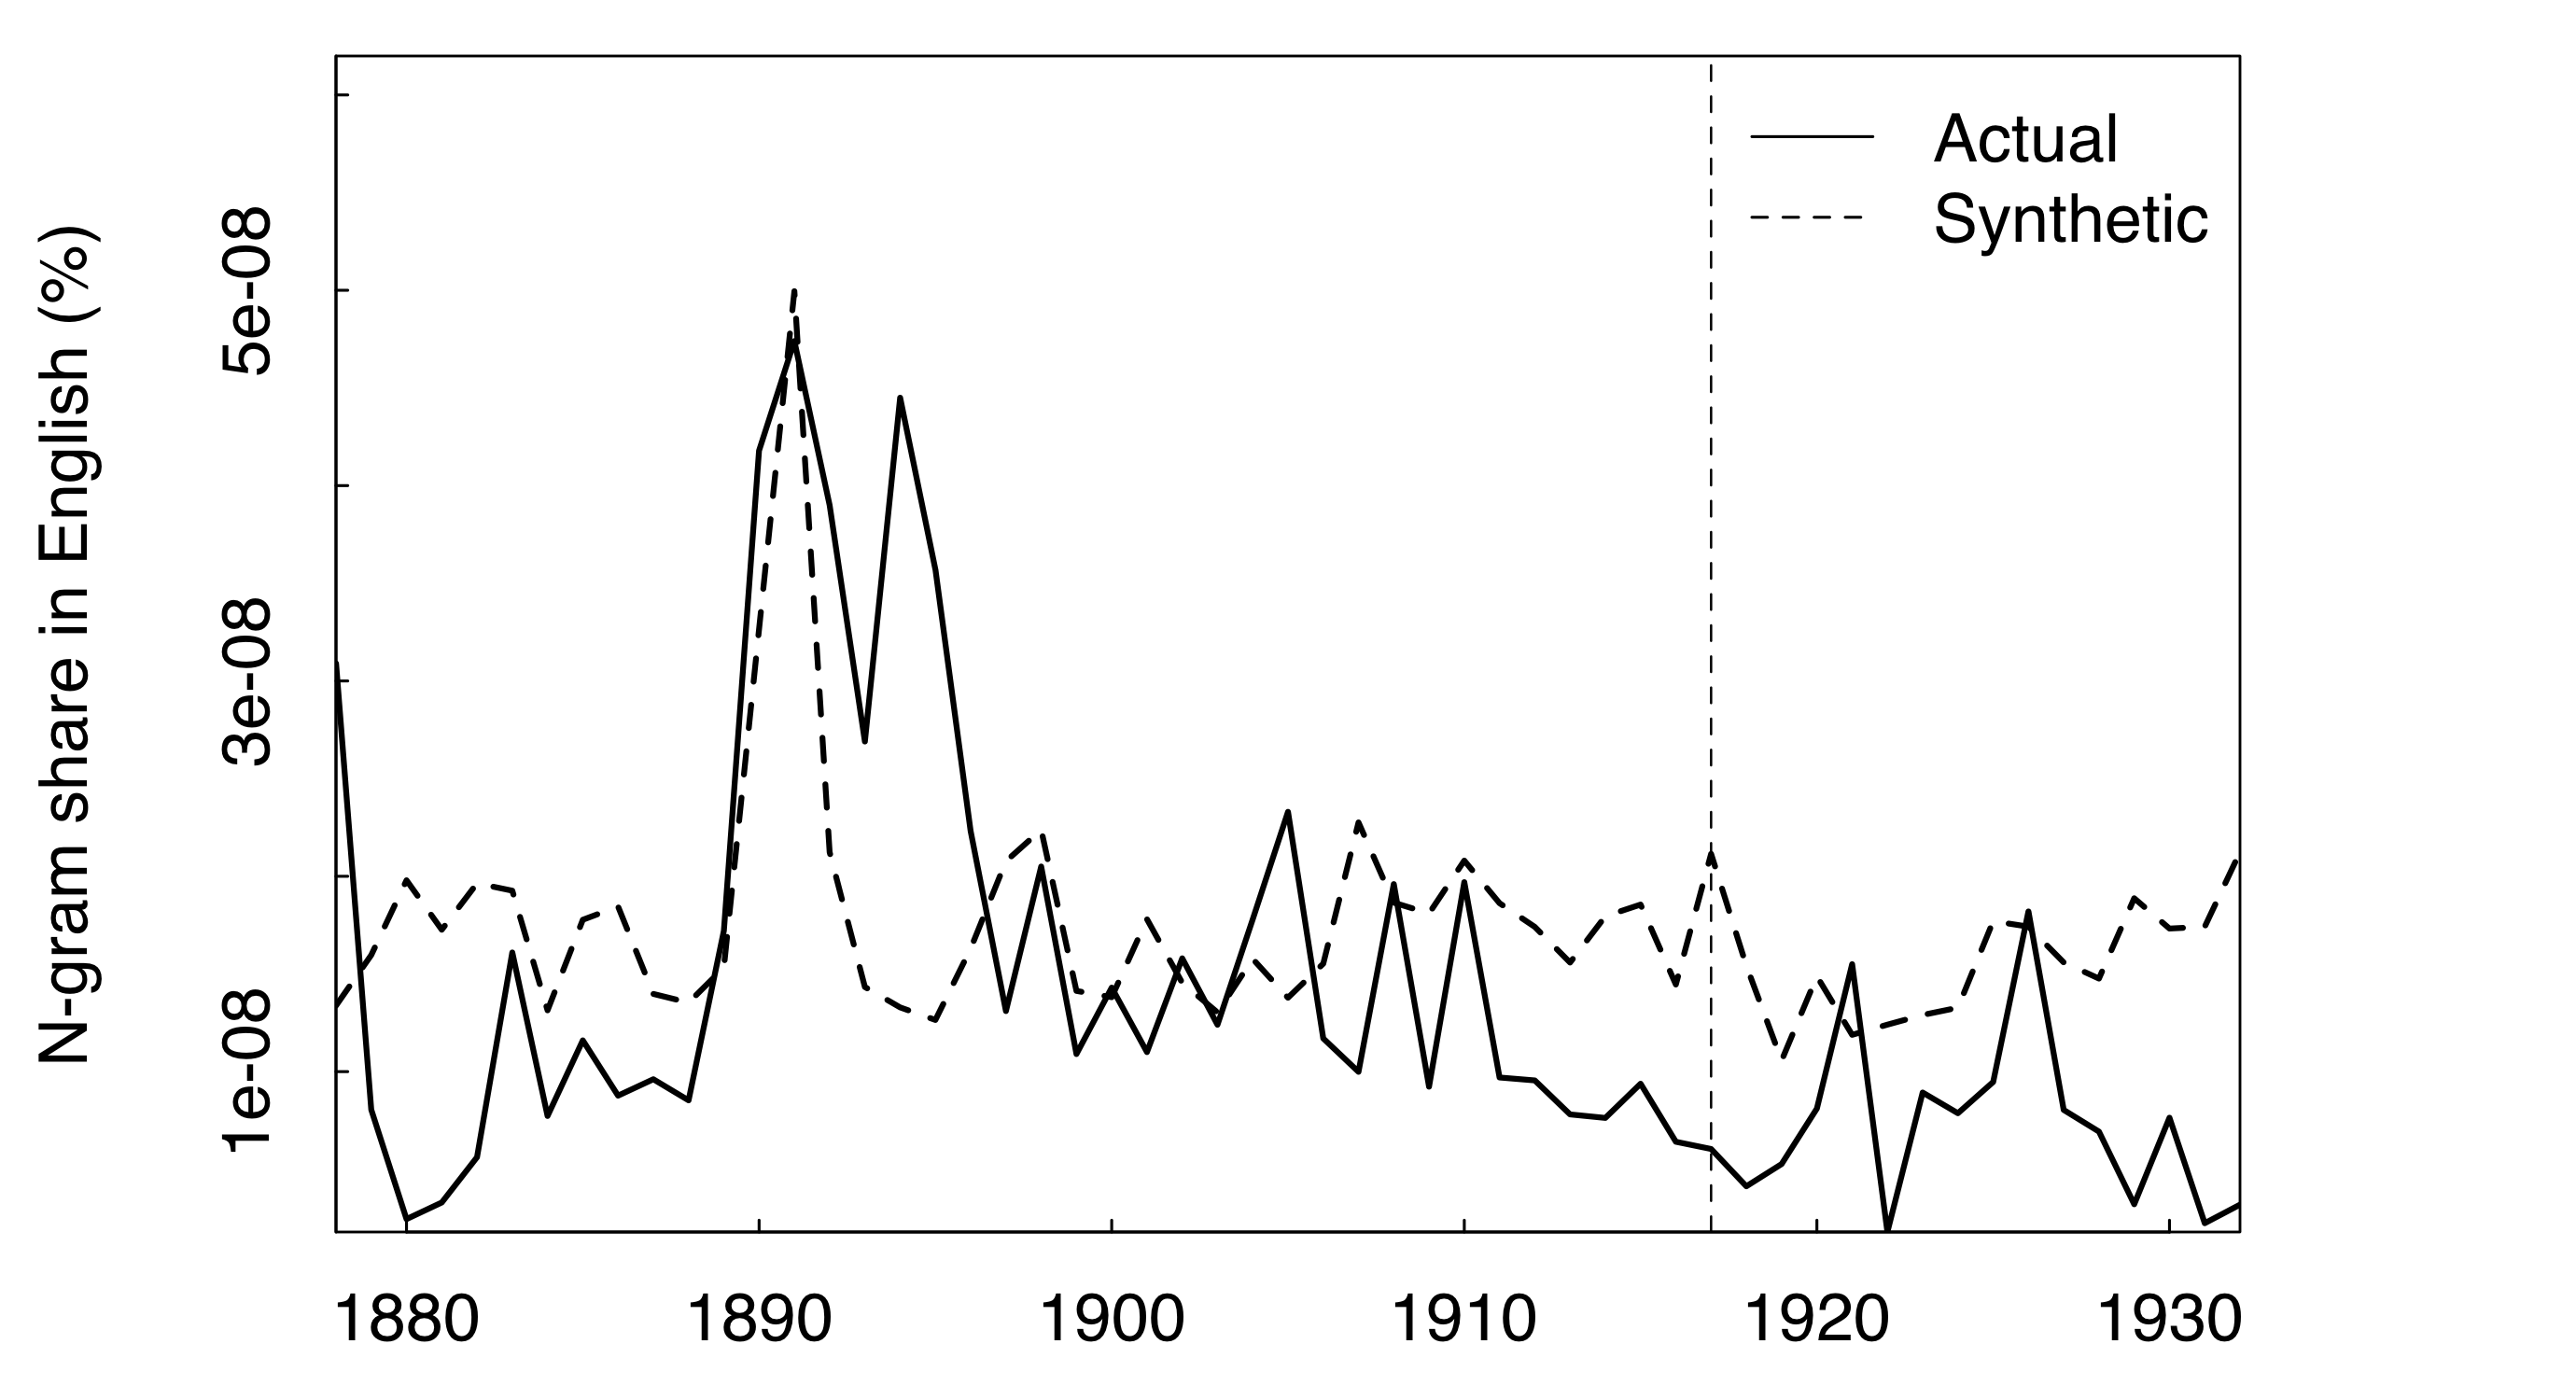 N-gram share in English (%)
5e-08
3e-08
1e-08
Actual
Synthetic
1880 1890 1900 1910 1920 1930